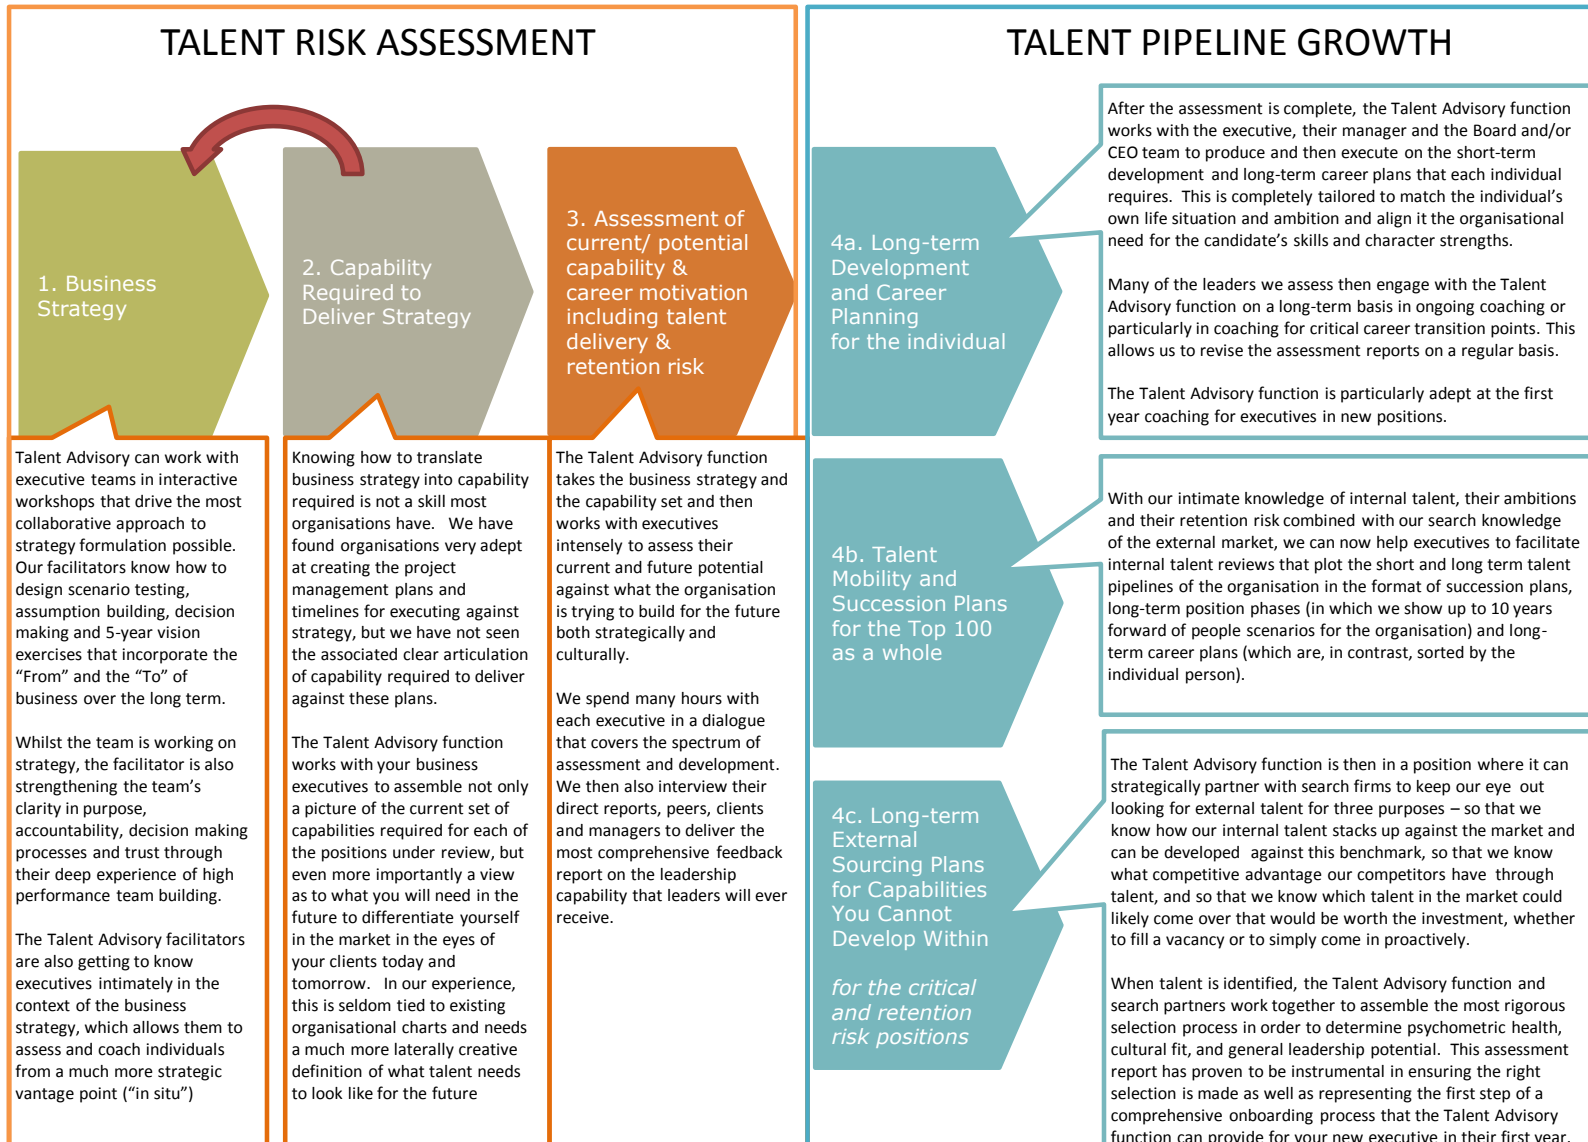 TALENT RISK ASSESSMENT
1. Business
Strategy
2. Capability
Required to
Deliver Strategy
3. Assessment of
current/ potential
capability &
career motivation
including talent
delivery &
retention risk
Talent Advisory can work with
executive teams in interactive
workshops that drive the most
collaborative approach to
strategy formulation possible.
Our facilitators know how to
design scenario testing,
assumption building, decision
making and 5-year vision
exercises that incorporate the
“From” and the “To” of
business over the long term.
Whilst the team is working on
strategy, the facilitator is also
strengthening the team’s
clarity in purpose,
accountability, decision making
processes and trust through
their deep experience of high
performance team building.
The Talent Advisory facilitators
are also getting to know
executives intimately in the
context of the business
strategy, which allows them to
assess and coach individuals
from a much more strategic
vantage point (“in situ”)
Knowing how to translate
business strategy into capability
required is not a skill most
organisations have. We have
found organisations very adept
at creating the project
management plans and
timelines for executing against
strategy, but we have not seen
the associated clear articulation
of capability required to deliver
against these plans.
The Talent Advisory function
works with your business
executives to assemble not only
a picture of the current set of
capabilities required for each of
the positions under review, but
even more importantly a view
as to what you will need in the
future to differentiate yourself
in the market in the eyes of
your clients today and
tomorrow. In our experience,
this is seldom tied to existing
organisational charts and needs
a much more laterally creative
definition of what talent needs
to look like for the future
The Talent Advisory function
takes the business strategy and
the capability set and then
works with executives
intensely to assess their
current and future potential
against what the organisation
is trying to build for the future
both strategically and
culturally.
We spend many hours with
each executive in a dialogue
that covers the spectrum of
assessment and development.
We then also interview their
direct reports, peers, clients
and managers to deliver the
most comprehensive feedback
report on the leadership
capability that leaders will ever
receive.
TALENT PIPELINE GROWTH
4a. Long-term
Development
and Career
Planning
for the individual
After the assessment is complete, the Talent Advisory function
works with the executive, their manager and the Board and/or
CEO team to produce and then execute on the short-term
development and long-term career plans that each individual
requires. This is completely tailored to match the individual’s
own life situation and ambition and align it the organisational
need for the candidate’s skills and character strengths.
Many of the leaders we assess then engage with the Talent
Advisory function on a long-term basis in ongoing coaching or
particularly in coaching for critical career transition points. This
allows us to revise the assessment reports on a regular basis.
The Talent Advisory function is particularly adept at the first
year coaching for executives in new positions.
4b. Talent
Mobility and
Succession Plans
for the Top 100
as a whole
With our intimate knowledge of internal talent, their ambitions
and their retention risk combined with our search knowledge
of the external market, we can now help executives to facilitate
internal talent reviews that plot the short and long term talent
pipelines of the organisation in the format of succession plans,
long-term position phases (in which we show up to 10 years
forward of people scenarios for the organisation) and long-
term career plans (which are, in contrast, sorted by the
individual person).
4c. Long-term
External
Sourcing Plans
for Capabilities
You Cannot
Develop Within
for the critical
and retention
risk positions
The Talent Advisory function is then in a position where it can
strategically partner with search firms to keep our eye out
looking for external talent for three purposes – so that we
know how our internal talent stacks up against the market and
can be developed against this benchmark, so that we know
what competitive advantage our competitors have through
talent, and so that we know which talent in the market could
likely come over that would be worth the investment, whether
to fill a vacancy or to simply come in proactively.
When talent is identified, the Talent Advisory function and
search partners work together to assemble the most rigorous
selection process in order to determine psychometric health,
cultural fit, and general leadership potential. This assessment
report has proven to be instrumental in ensuring the right
selection is made as well as representing the first step of a
comprehensive onboarding process that the Talent Advisory
function can provide for your new executive in their first year.